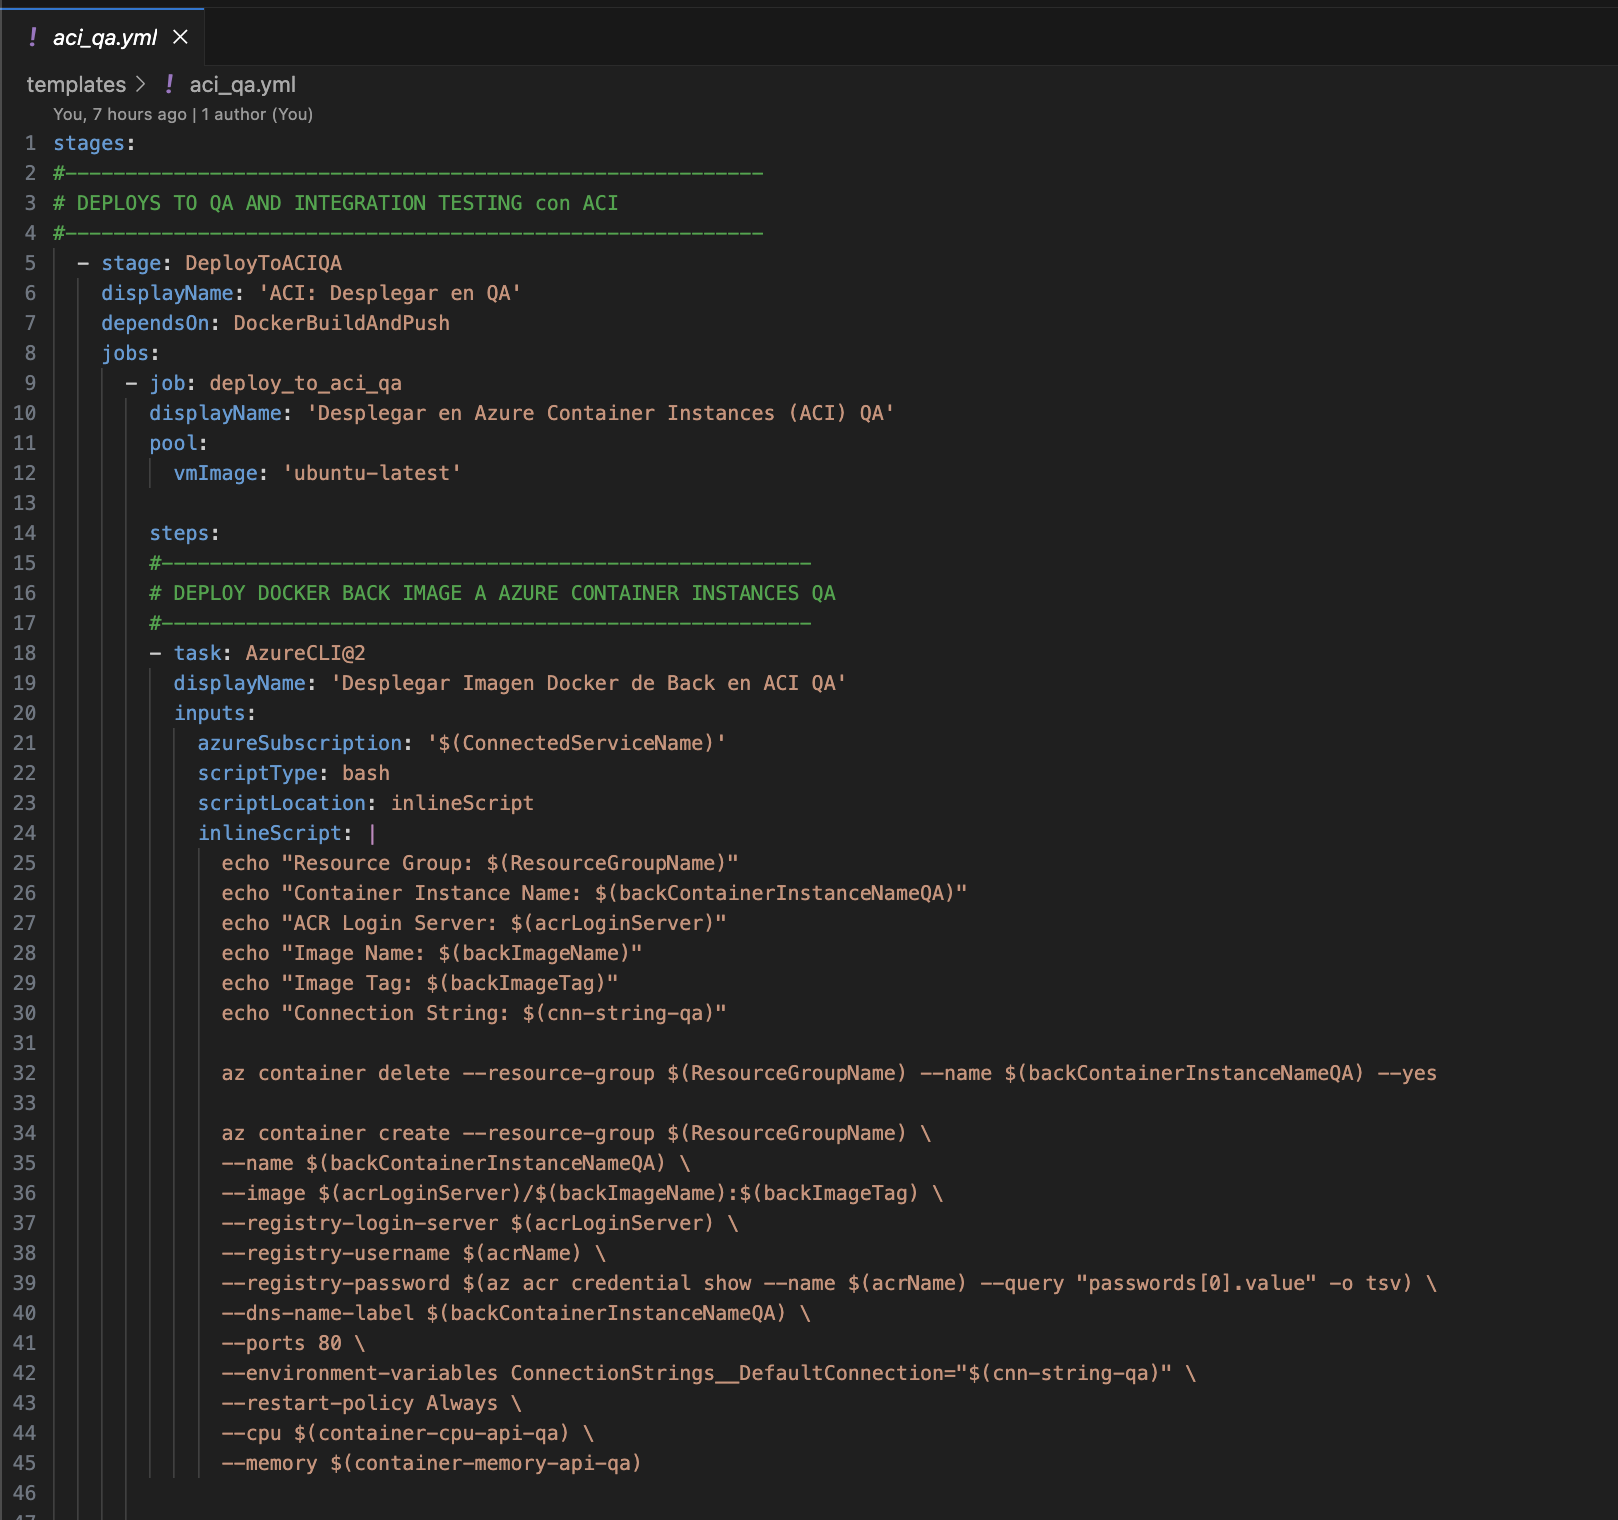 ! aci_qa.yml ×
templates > ! aci_qa.yml
You, 7 hours ago | 1 author (You)
1 stages:
2 #----------------------------------------------------------
3 # DEPLOYS TO QA AND INTEGRATION TESTING con ACI
4 #----------------------------------------------------------
5   - stage: DeployToACIQA
6     displayName: 'ACI: Desplegar en QA'
7     dependsOn: DockerBuildAndPush
8     jobs:
9       - job: deploy_to_aci_qa
10         displayName: 'Desplegar en Azure Container Instances (ACI) QA'
11         pool:
12           vmImage: 'ubuntu-latest'
13
14         steps:
15         #------------------------------------------------------
16         # DEPLOY DOCKER BACK IMAGE A AZURE CONTAINER INSTANCES QA
17         #------------------------------------------------------
18         - task: AzureCLI@2
19           displayName: 'Desplegar Imagen Docker de Back en ACI QA'
20           inputs:
21             azureSubscription: '$(ConnectedServiceName)'
22             scriptType: bash
23             scriptLocation: inlineScript
24             inlineScript: |
25               echo "Resource Group: $(ResourceGroupName)"
26               echo "Container Instance Name: $(backContainerInstanceNameQA)"
27               echo "ACR Login Server: $(acrLoginServer)"
28               echo "Image Name: $(backImageName)"
29               echo "Image Tag: $(backImageTag)"
30               echo "Connection String: $(cnn-string-qa)"
31
32               az container delete --resource-group $(ResourceGroupName) --name $(backContainerInstanceNameQA) --yes
33
34               az container create --resource-group $(ResourceGroupName) \
35               --name $(backContainerInstanceNameQA) \
36               --image $(acrLoginServer)/$(backImageName):$(backImageTag) \
37               --registry-login-server $(acrLoginServer) \
38               --registry-username $(acrName) \
39               --registry-password $(az acr credential show --name $(acrName) --query "passwords[0].value" -o tsv) \
40               --dns-name-label $(backContainerInstanceNameQA) \
41               --ports 80 \
42               --environment-variables ConnectionStrings__DefaultConnection="$(cnn-string-qa)" \
43               --restart-policy Always \
44               --cpu $(container-cpu-api-qa) \
45               --memory $(container-memory-api-qa)
46
47